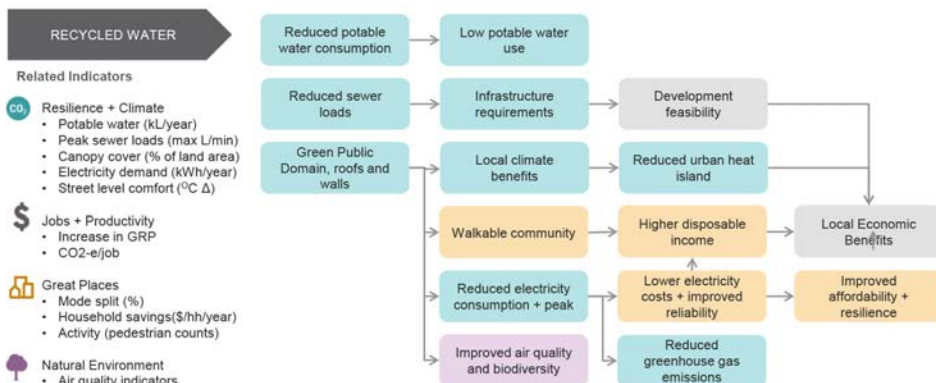 RECYCLED WATER
Related Indicators
CO₂
Resilience + Climate
• Potable water (kL/year)
• Peak sewer loads (max L/min)
• Canopy cover (% of land area)
• Electricity demand (kWh/year)
• Street level comfort (ᴼC Δ)
$
Jobs + Productivity
• Increase in GRP
• CO2-e/job
Great Places
• Mode split (%)
• Household savings($/hh/year)
• Activity (pedestrian counts)
Natural Environment
• Air quality indicators
Reduced potable
water consumption
Low potable water
use
Reduced sewer
loads
Infrastructure
requirements
Development
feasibility
Green Public
Domain, roofs and
walls
Local climate
benefits
Reduced urban heat
island
Walkable community
Higher disposable
income
Local Economic
Benefits
Reduced electricity
consumption + peak
Lower electricity
costs + improved
reliability
Improved
affordability +
resilience
Improved air quality
and biodiversity
Reduced
greenhouse gas
emissions